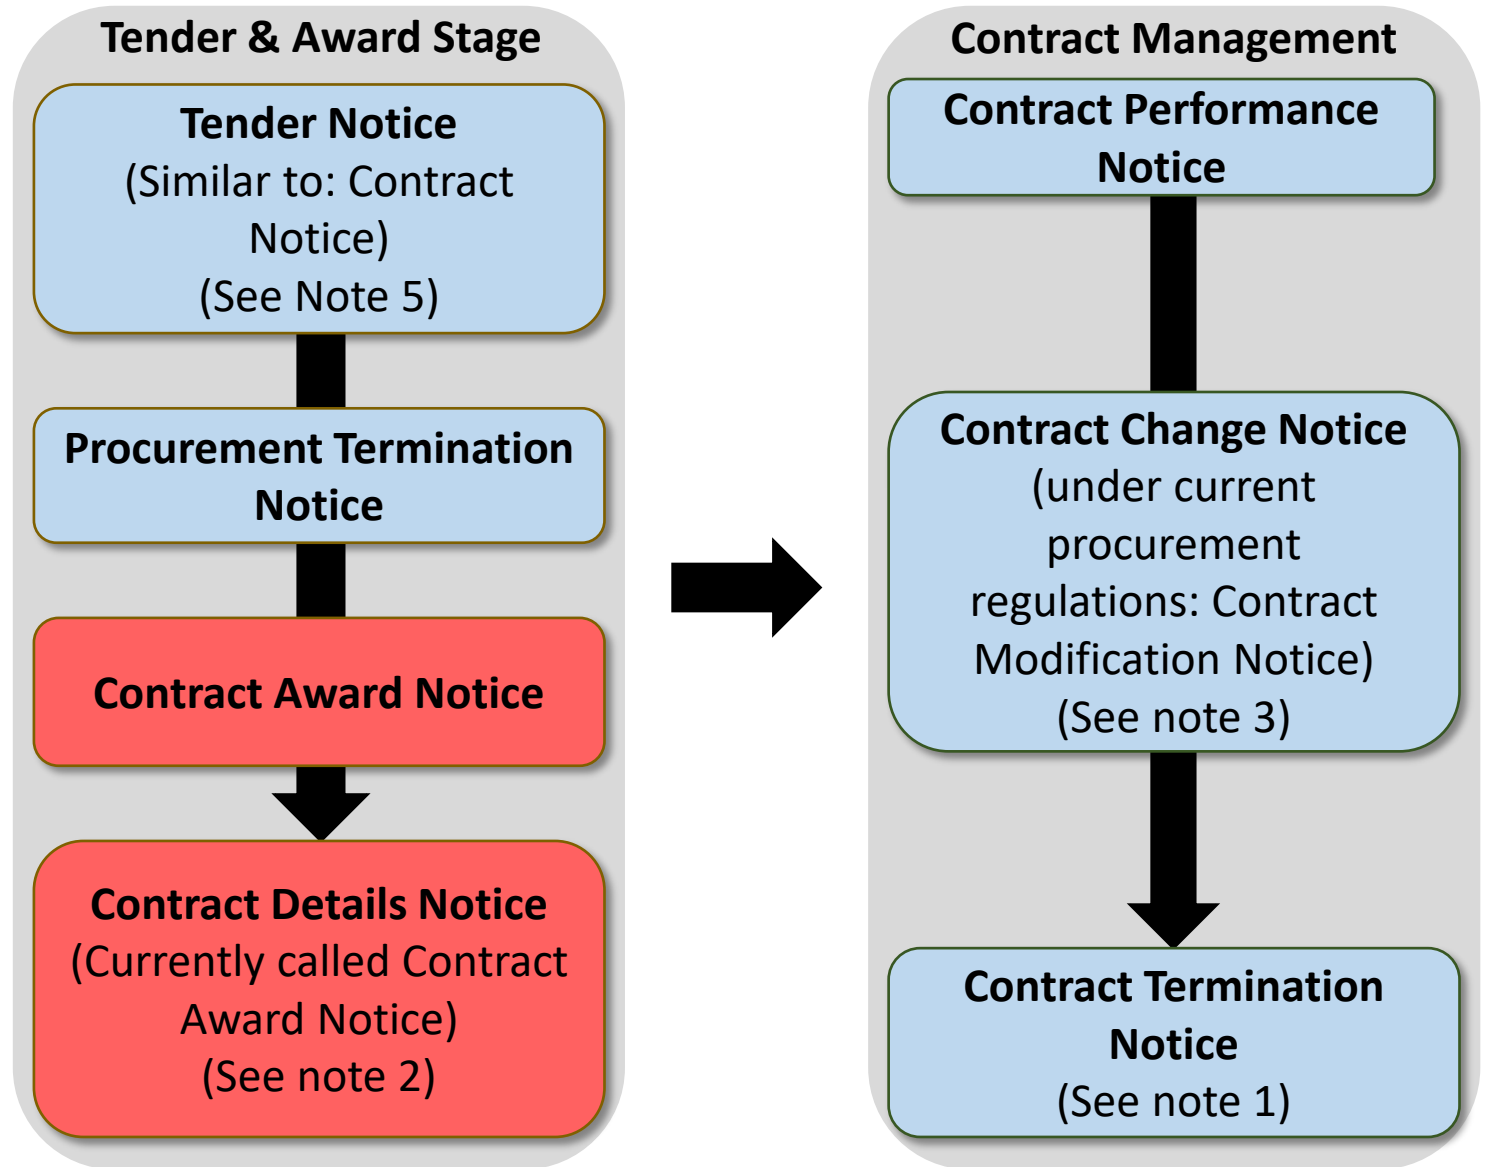 Tender & Award Stage
Tender Notice
(Similar to: Contract
Notice)
(See Note 5)
Procurement Termination
Notice
Contract Award Notice
Contract Details Notice
(Currently called Contract
Award Notice)
(See note 2)
Contract Management
Contract Performance
Notice
Contract Change Notice
(under current
procurement
regulations: Contract
Modification Notice)
(See note 3)
Contract Termination
Notice
(See note 1)